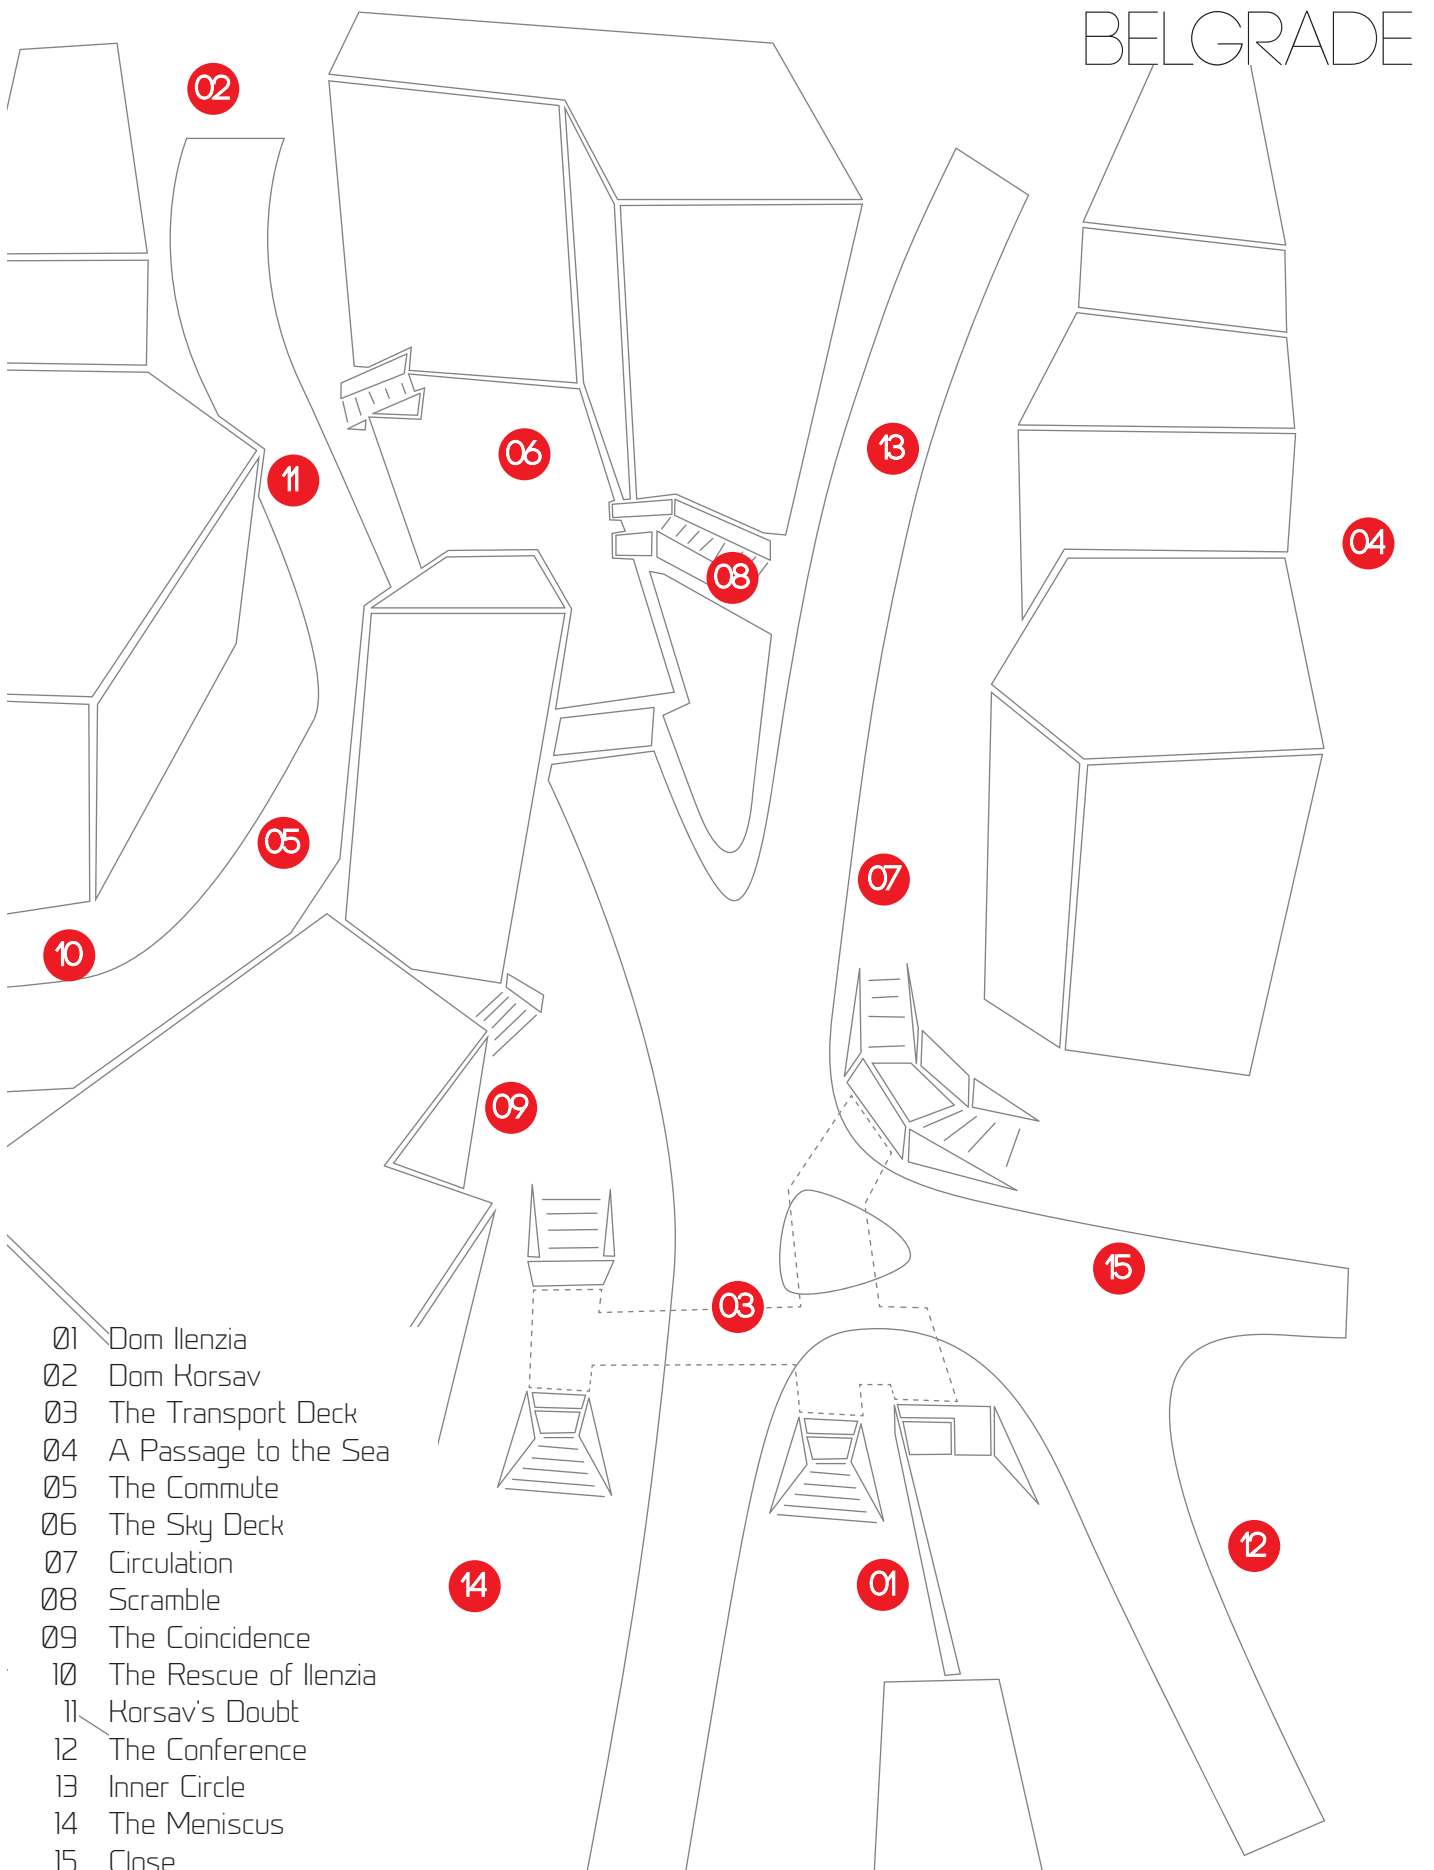 BELGRADE
02
13
06
11
04
08
05
07
10
09
15
03
12
14
01
01 Dom Ilenzia
02 Dom Korsav
03 The Transport Deck
04 A Passage to the Sea
05 The Commute
06 The Sky Deck
07 Circulation
08 Scramble
09 The Coincidence
10 The Rescue of Ilenzia
11 Korsav's Doubt
12 The Conference
13 Inner Circle
14 The Meniscus
15 Close